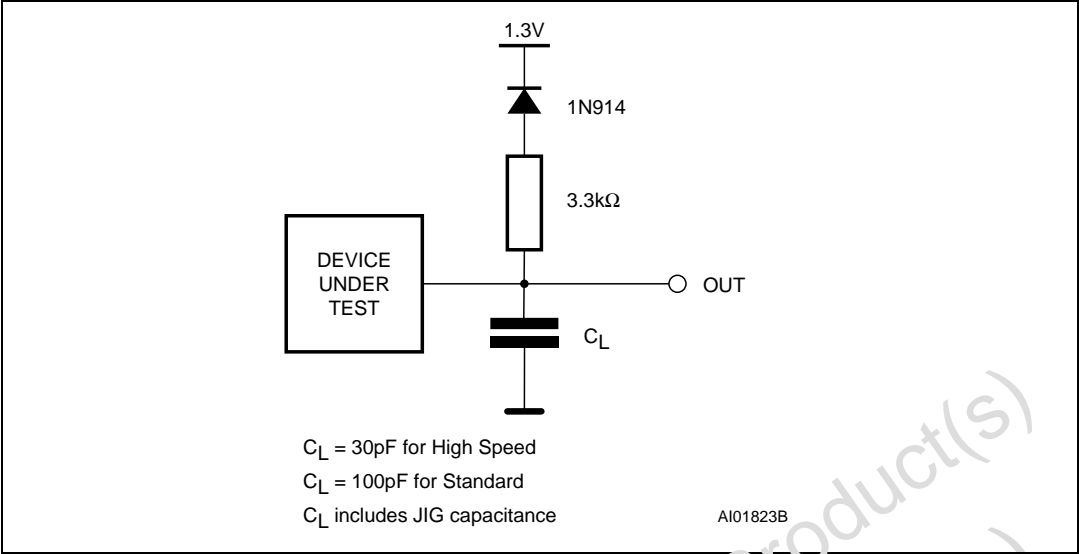 1.3V
1N914
3.3kΩ
DEVICE
UNDER
TEST
OUT
CL
CL = 30pF for High Speed
CL = 100pF for Standard
CL includes JIG capacitance
AI01823B
roduct(s)